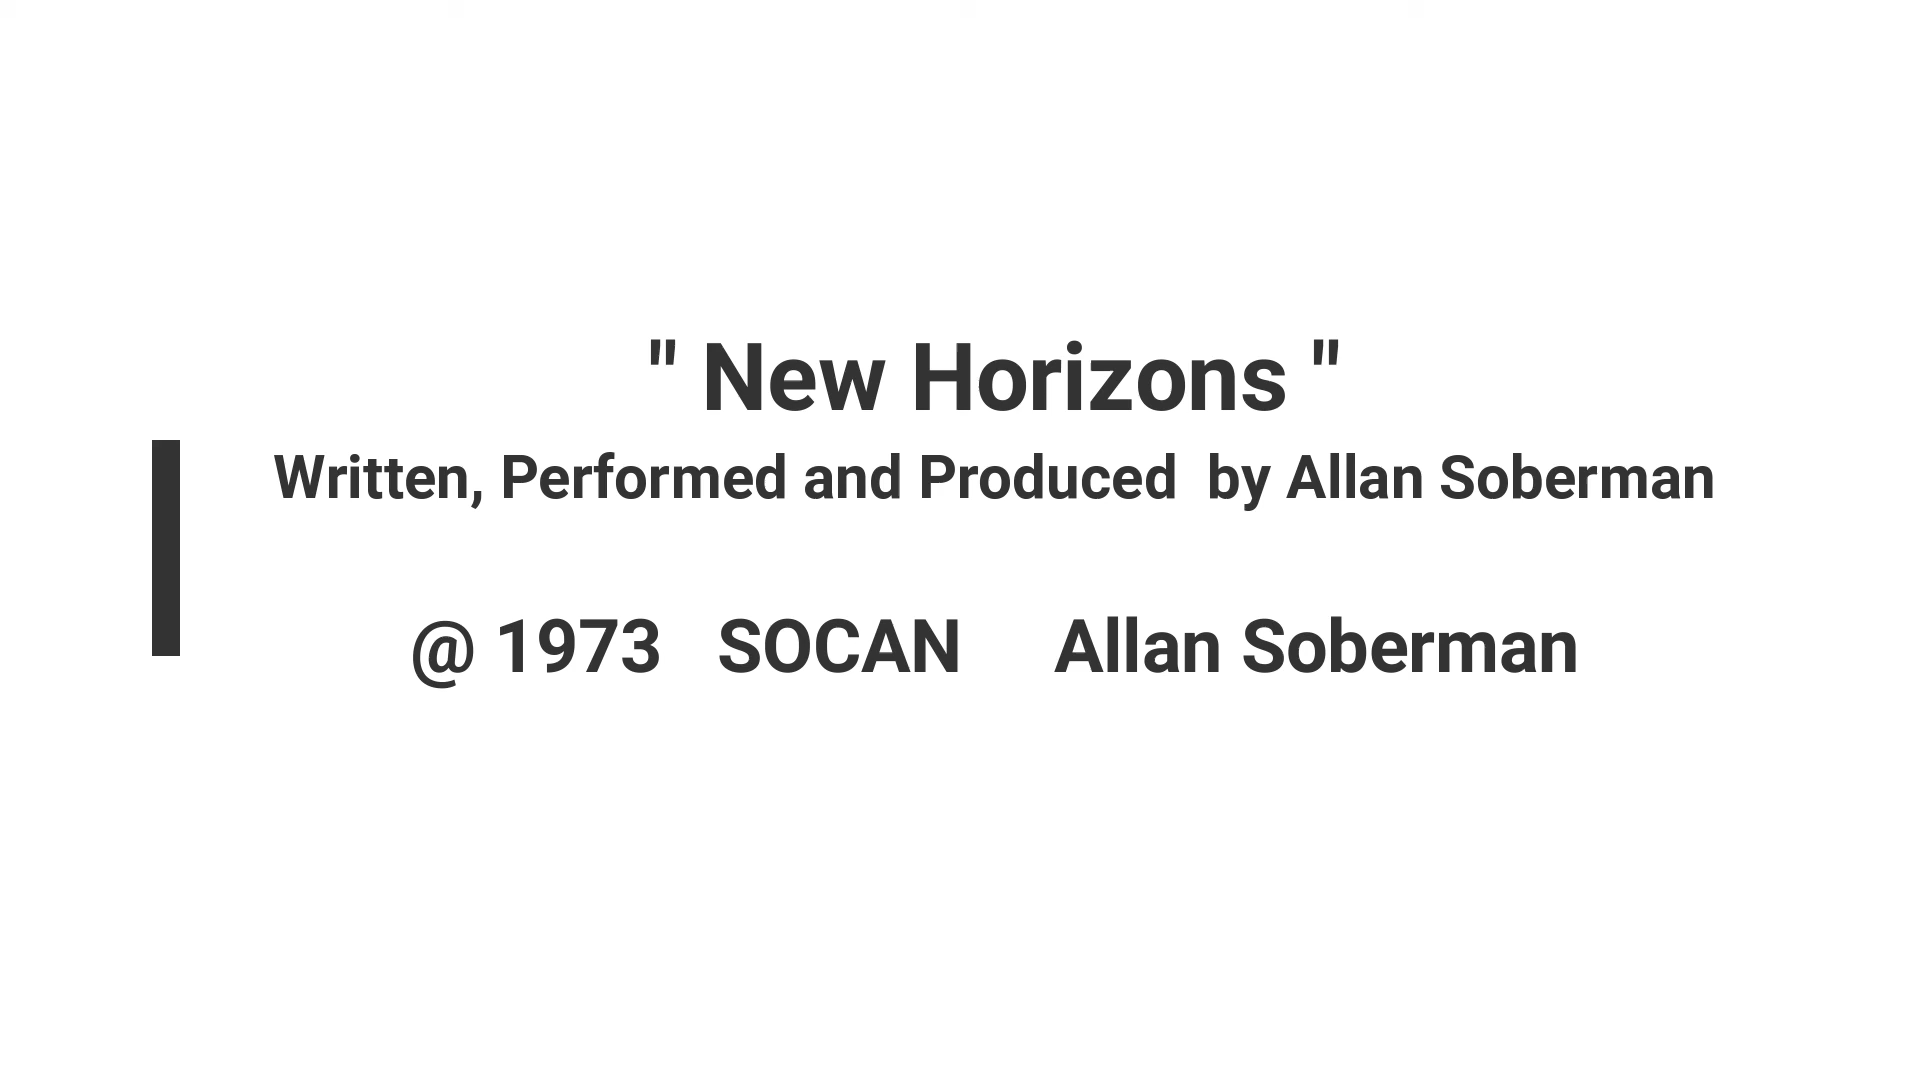 " New Horizons "
Written, Performed and Produced  by Allan Soberman
@ 1973   SOCAN     Allan Soberman